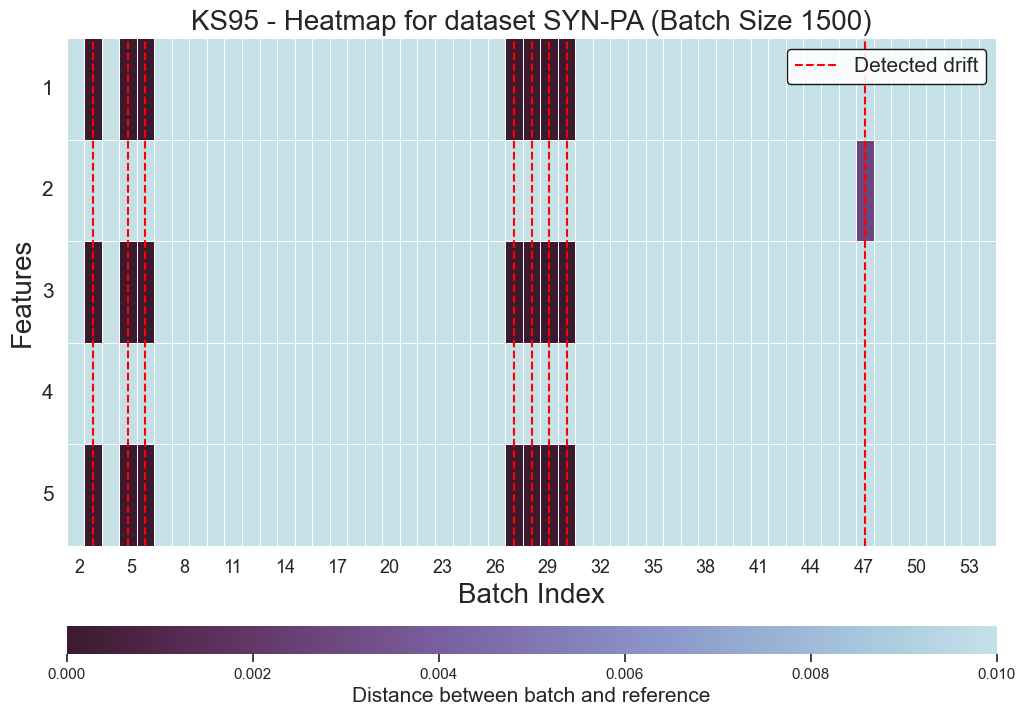 KS95 - Heatmap for dataset SYN-PA (Batch Size 1500)
Detected drift
1
2
3
4
5
Features
2 5 8 11 14 17 20 23 26 29 32 35 38 41 44 47 50 53
Batch Index
0.000 0.002 0.004 0.006 0.008 0.010
Distance between batch and reference